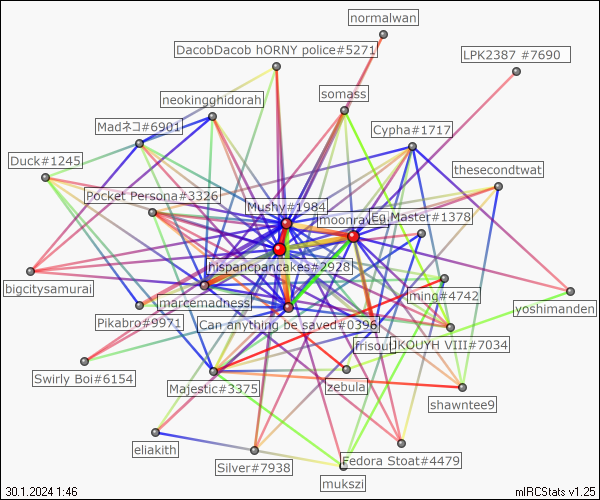 normalwan
DacobDacob hORNY police#5271
LPK2387 #7690
neokingghidorah
somass
Madネコ#6901
Cypha#1717
Duck#1245
thesecondtwat
Pocket Persona#3326
Mushy#1984
moonrave
Eg.Master#1378
hispancpancakes#2928
bigcitysamurai
marcemadness
ming#4742
yoshimanden
Pikabro#9971
Can anything be saved#0396
frisout
JKOUYH VIII#7034
Swirly Boi#6154
Majestic#3375
zebula
shawntee9
eliakith
Silver#7938
Fedora Stoat#4479
mukszi
30.1.2024 1:46
mIRCStats v1.25